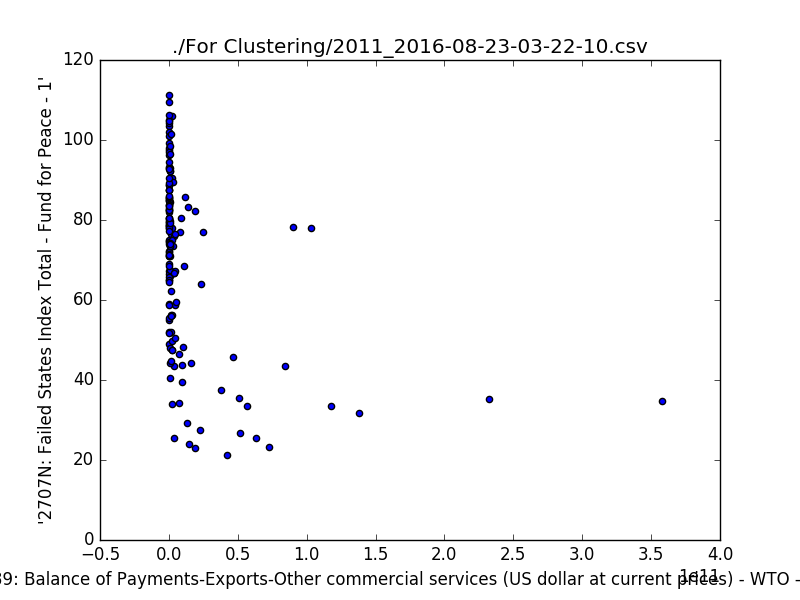 ./For Clustering/2011_2016-08-23-03-22-10.csv
'2707N: Failed States Index Total - Fund for Peace - 1'
120
100
80
60
40
20
0
−0.5 0.0 0.5 1.0 1.5 2.0 2.5 3.0 3.5 4.0
1e11
39: Balance of Payments-Exports-Other commercial services (US dollar at current prices) - WTO -